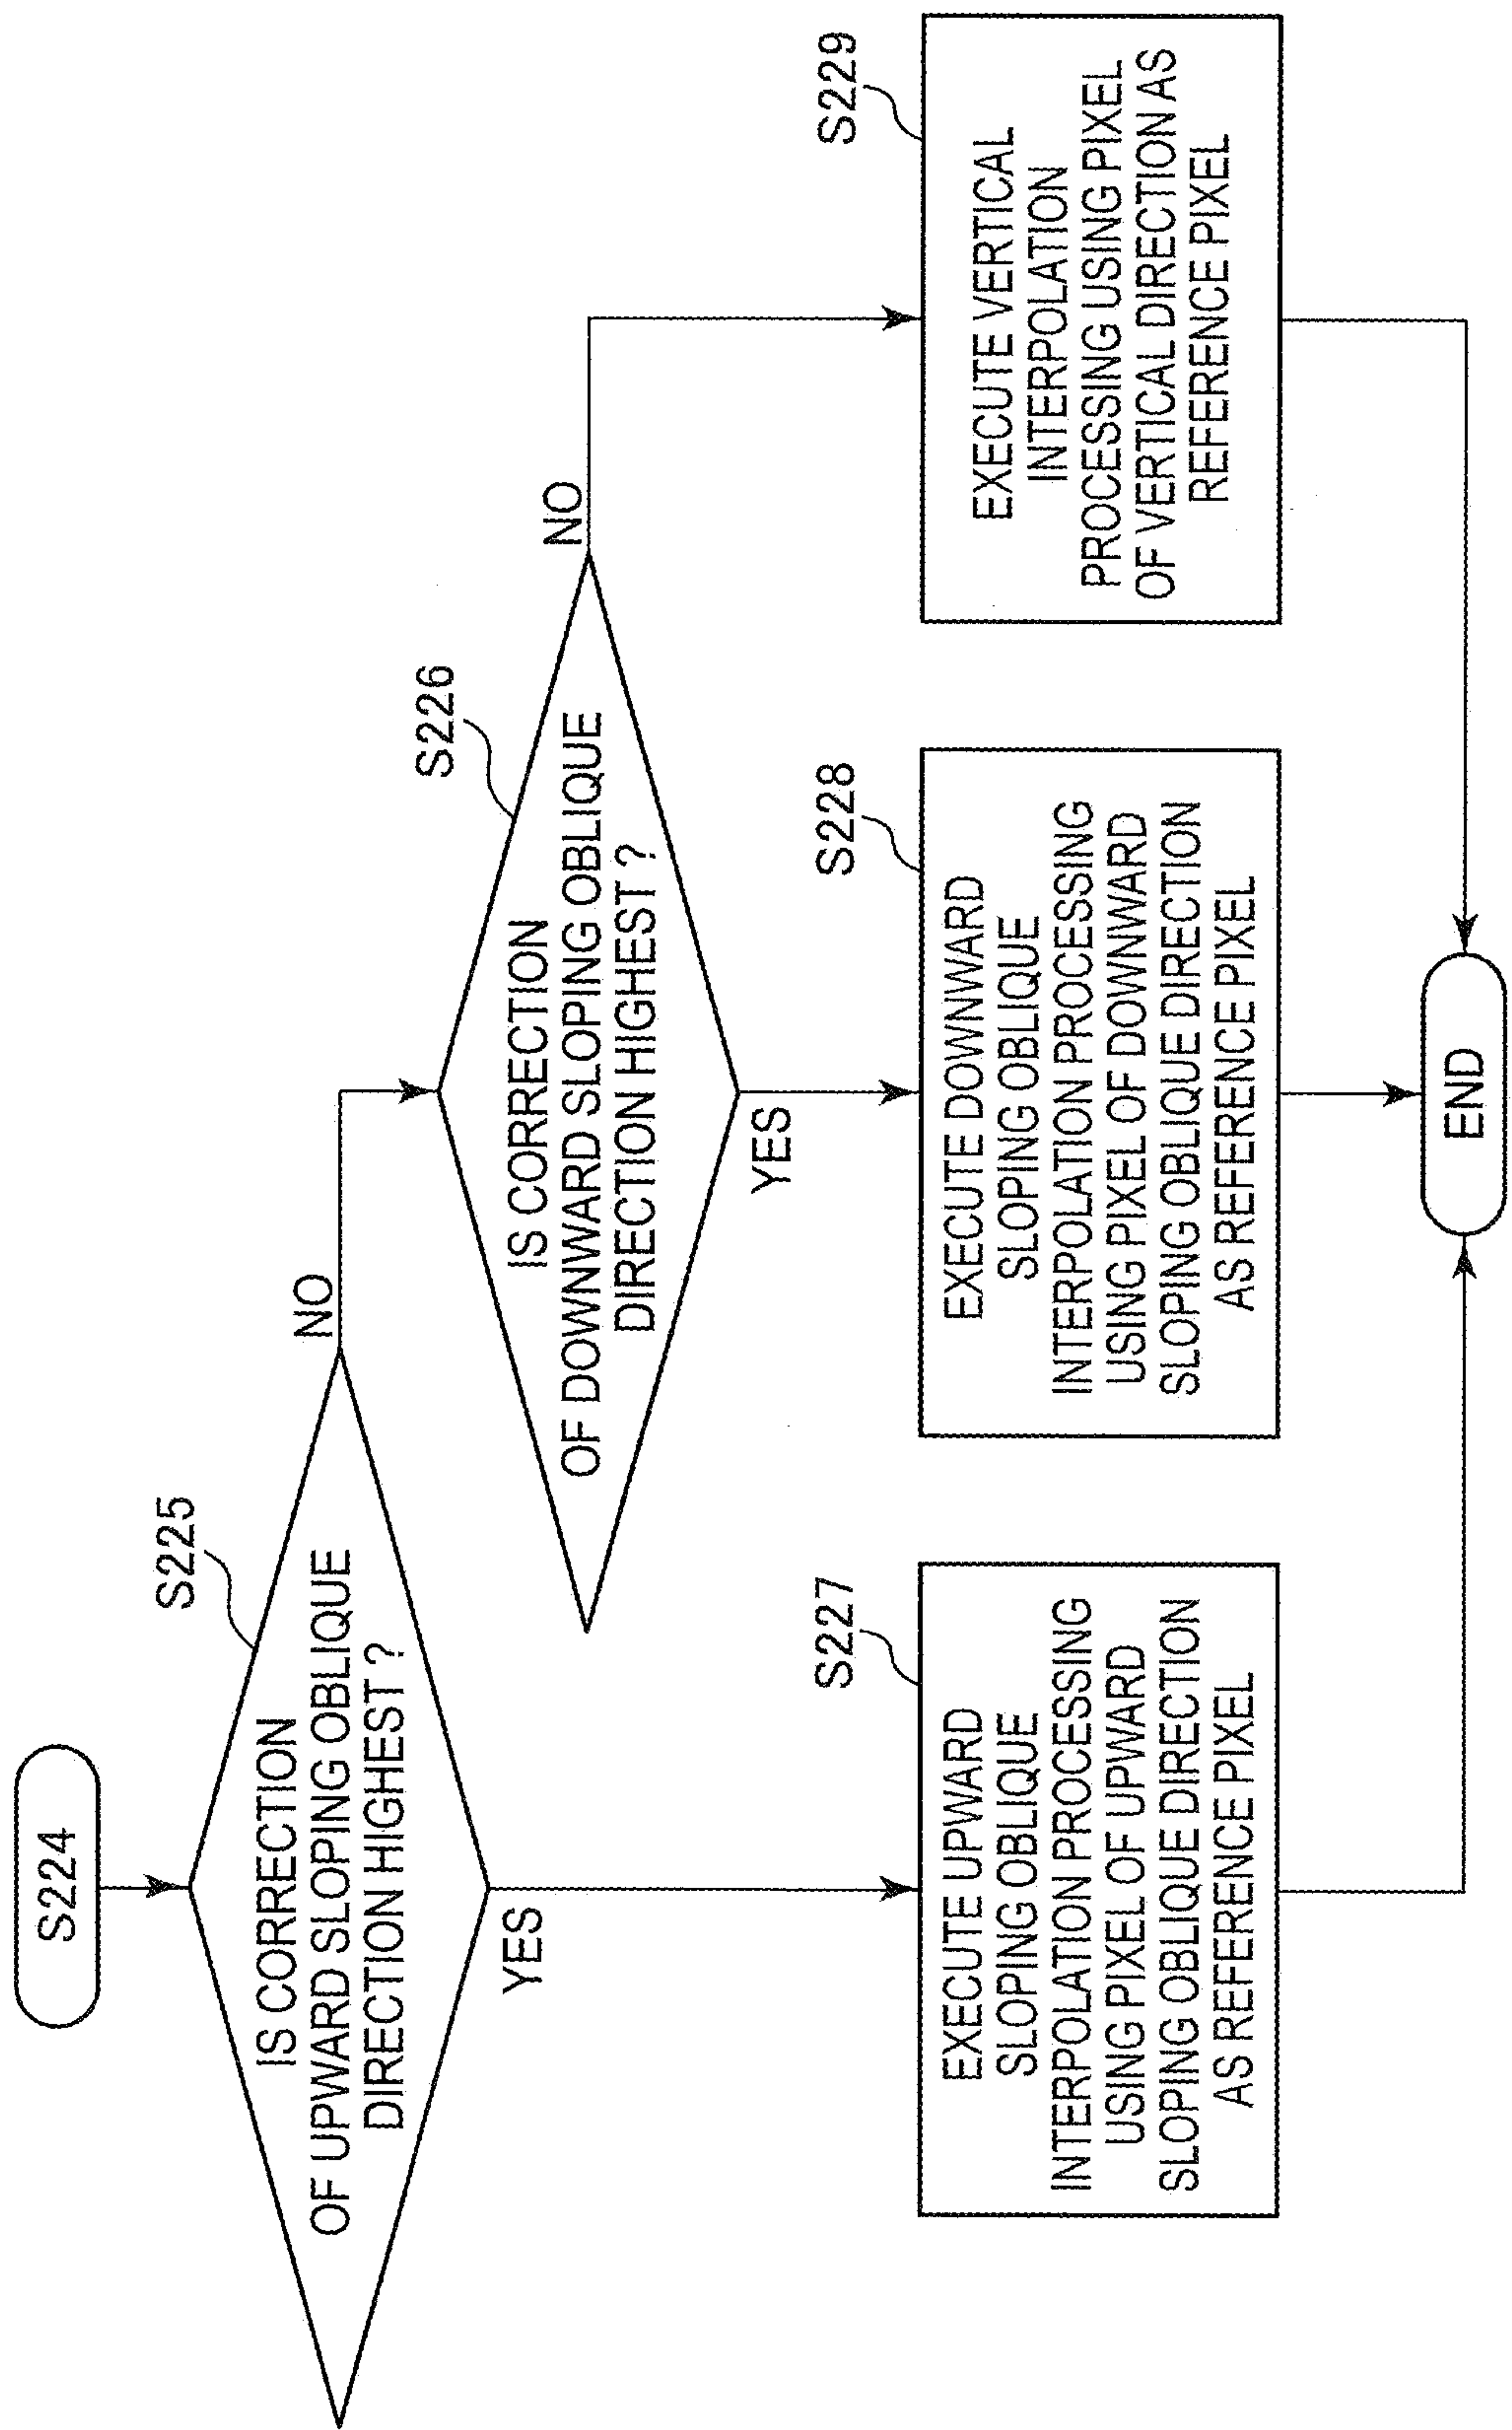 S224
S225
IS CORRECTION
OF UPWARD SLOPING OBLIQUE
DIRECTION HIGHEST ?
NO
YES
S226
IS CORRECTION
OF DOWNWARD SLOPING OBLIQUE
DIRECTION HIGHEST ?
NO
YES
S227
EXECUTE UPWARD
SLOPING OBLIQUE
INTERPOLATION PROCESSING
USING PIXEL OF UPWARD
SLOPING OBLIQUE DIRECTION
AS REFERENCE PIXEL
S228
EXECUTE DOWNWARD
SLOPING OBLIQUE
INTERPOLATION PROCESSING
USING PIXEL OF DOWNWARD
SLOPING OBLIQUE DIRECTION
AS REFERENCE PIXEL
S229
EXECUTE VERTICAL
INTERPOLATION
PROCESSING USING PIXEL
OF VERTICAL DIRECTION AS
REFERENCE PIXEL
END